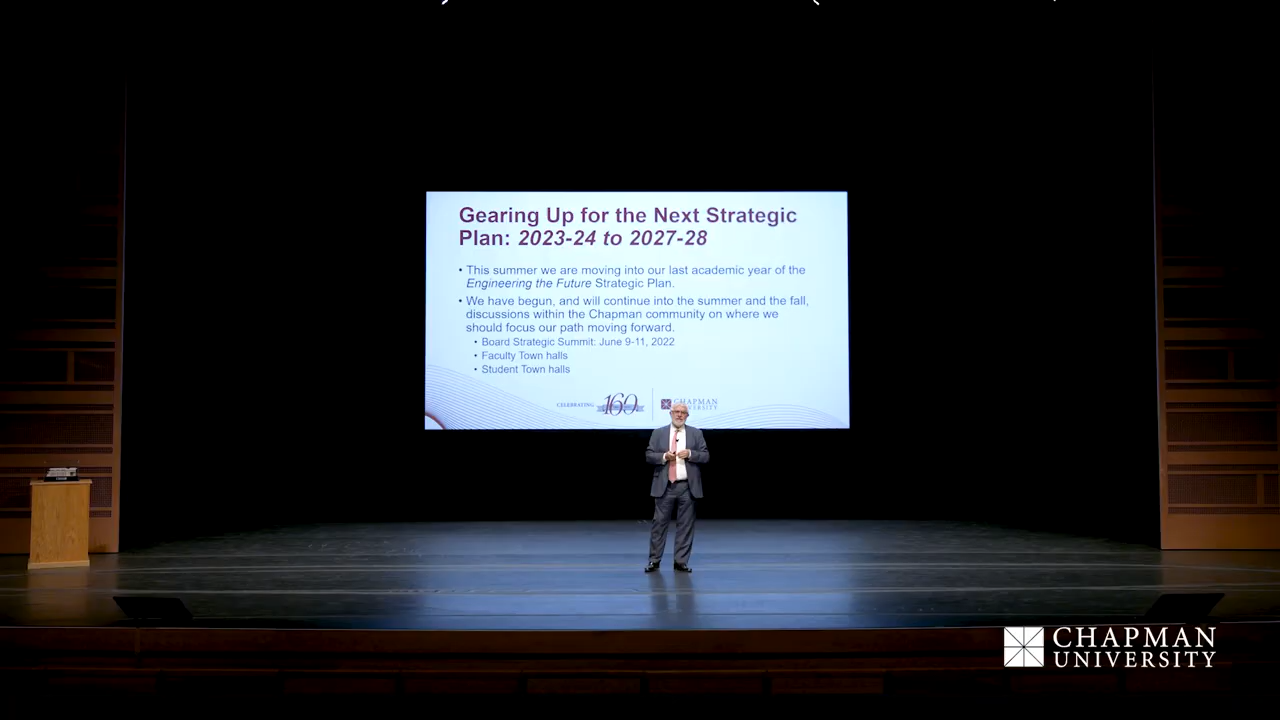 Gearing Up for the Next Strategic
Plan: 2023-24 to 2027-28
• This summer we are moving into our last academic year of the
Engineering the Future Strategic Plan.
• We have begun, and will continue into the summer and the fall,
discussions within the Chapman community on where we
should focus our path moving forward.
• Board Strategic Summit: June 9-11, 2022
• Faculty Town halls
• Student Town halls
CELEBRATING 160
CHAPMAN
UNIVERSITY
CHAPMAN
UNIVERSITY